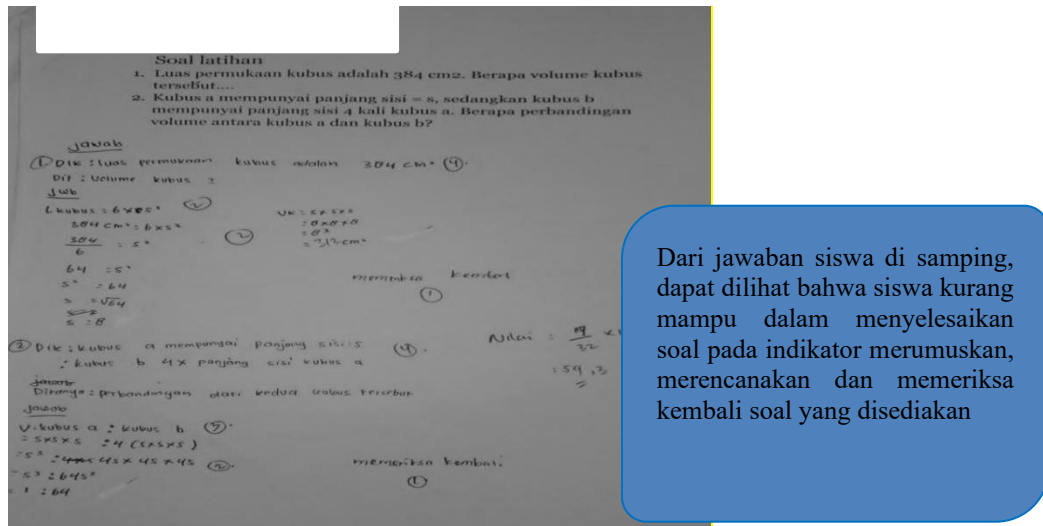 Soal latihan
1. Luas permukaan kubus adalah 384 cm2. Berapa volume kubus
tersebut....
2. Kubus a mempunyai panjang sisi = s, sedangkan kubus b
mempunyai panjang sisi 4 kali kubus a. Berapa perbandingan
volume antara kubus a dan kubus b?
jawab
① Dik : luas permukaan kubus adalah 384 cm² ④.
Dit : Volume kubus ?
Jwb
L kubus : 6 x s² ②
384 cm² : 6 x s²
384/6 : s² ②
64 : s²
s² : 64
s = √64
s : 8
VK : s x s x s
: 8 x 8 x 8
: 8³
memeriksa kembali
①
② Dik : kubus a mempunyai panjang sisi : s ④.
: kubus b 4x panjang sisi kubus a
Ditanya : perbandingan dari kedua kubus tersebut
jawab
V. kubus a : kubus b
= s x s x s : 4 (s x s x s)
= s³ : 4s x 4s x 4s ②.
= s³ : 64s³
= 1 : 64
memeriksa kembali.
①
Nilai : 19/32 x
: 59,3
Dari jawaban siswa di samping,
dapat dilihat bahwa siswa kurang
mampu dalam menyelesaikan
soal pada indikator merumuskan,
merencanakan dan memeriksa
kembali soal yang disediakan